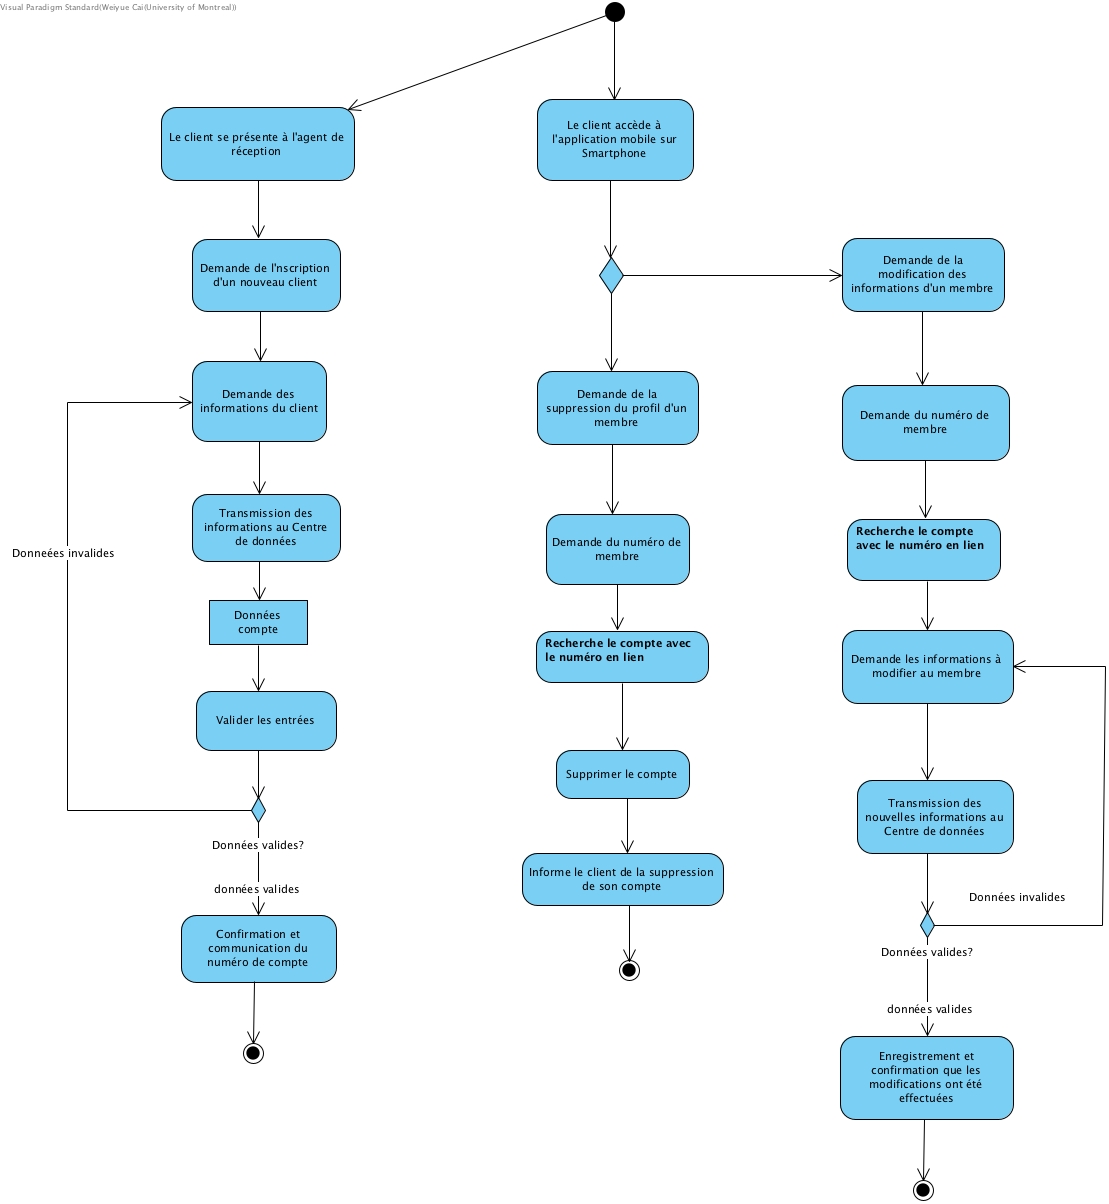 Visual Paradigm Standard(Weiyue Cai(University of Montreal))
Le client se présente à l'agent de
réception
Demande de l'nscription
d'un nouveau client
Demande des
informations du client
Transmission des
informations au Centre
de données
Donneées invalides
Données
compte
Valider les entrées
Données valides?
données valides
Confirmation et
communication du
numéro de compte
Le client accède à
l'application mobile sur
Smartphone
Demande de la
suppression du profil d'un
membre
Demande du numéro de
membre
Recherche le compte avec
le numéro en lien
Supprimer le compte
Informe le client de la suppression
de son compte
Demande de la
modification des
informations d'un membre
Demande du numéro de
membre
Recherche le compte
avec le numéro en lien
Demande les informations à
modifier au membre
Transmission des
nouvelles informations au
Centre de données
Données invalides
Données valides?
données valides
Enregistrement et
confirmation que les
modifications ont été
effectuées